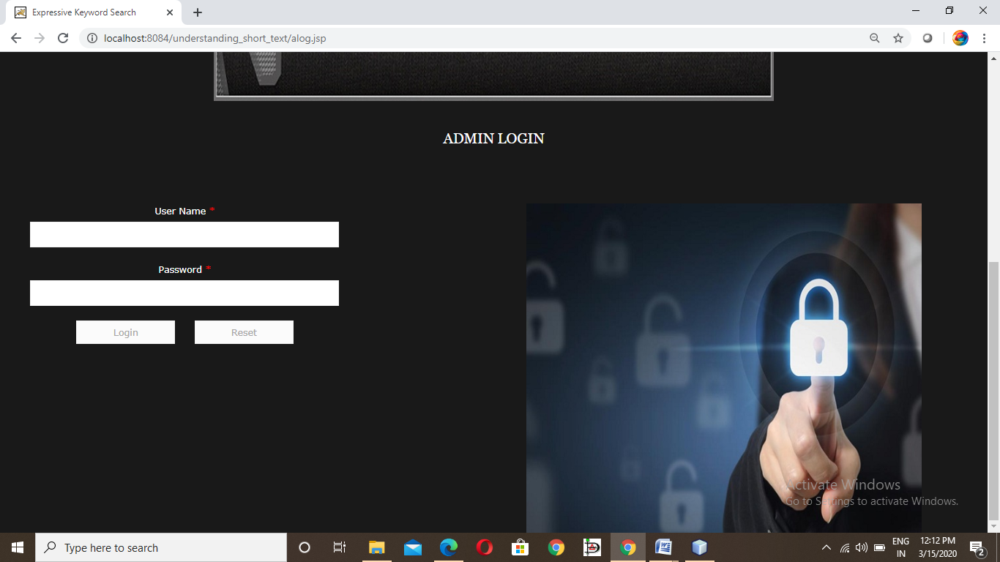 Expressive Keyword Search
localhost:8084/understanding_short_text/alog.jsp
ADMIN LOGIN
User Name *
Password *
Login Reset
Activate Windows
Go to Settings to activate Windows.
Type here to search
ENG
IN
12:12 PM
3/15/2020
2